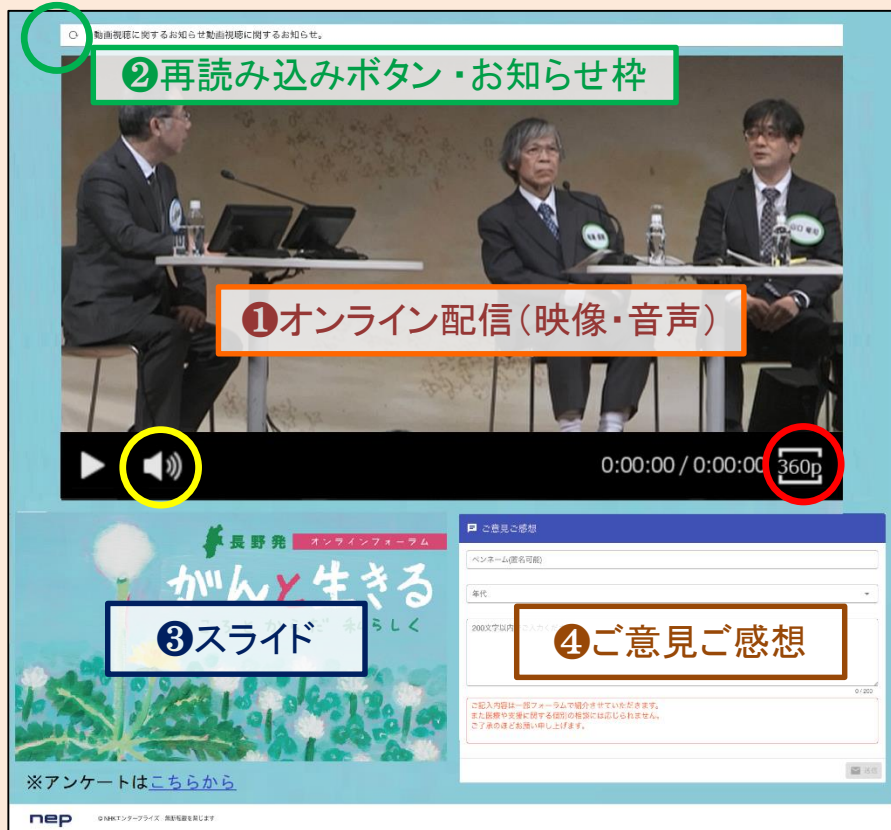 動画視聴に関するお知らせ動画視聴に関するお知らせ。
❷再読み込みボタン・お知らせ枠
❶オンライン配信(映像・音声)
0:00:00 / 0:00:00
360p
長野発 オンラインフォーラム
がんと生きる
らしく
❸スライド
ご意見ご感想
ペンネーム(匿名可能)
年代
200文字以内
❹ご意見ご感想
0 / 200
ご記入内容は一部フォーラムで紹介させていただきます。
また医療や支援に関する個別の相談には応じられません。
ご了承のほどお願い申し上げます。
送信
※アンケートはこちらから
nep
© NHKエンタープライズ 無断転載を禁じます